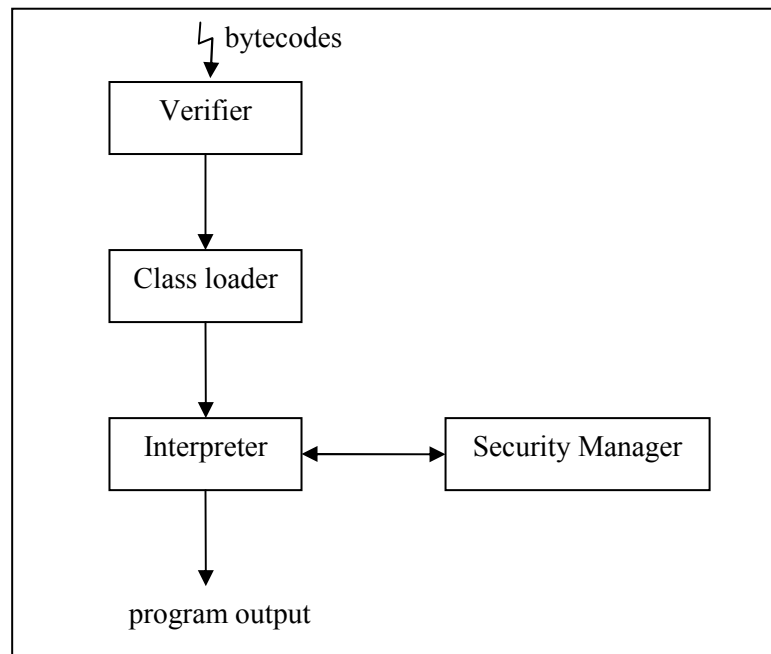 bytecodes
Verifier
Class loader
Interpreter
Security Manager
program output